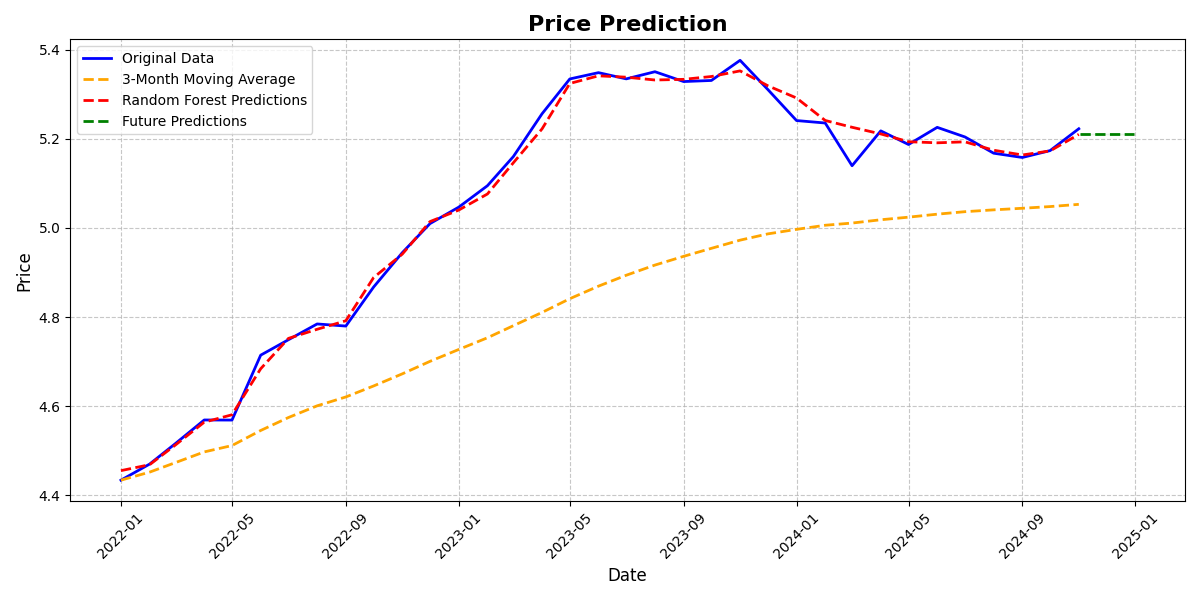 Price Prediction
Original Data
3-Month Moving Average
Random Forest Predictions
Future Predictions
Price
5.4
5.2
5.0
4.8
4.6
4.4
2022-01
2022-05
2022-09
2023-01
2023-05
2023-09
2024-01
2024-05
2024-09
2025-01
Date